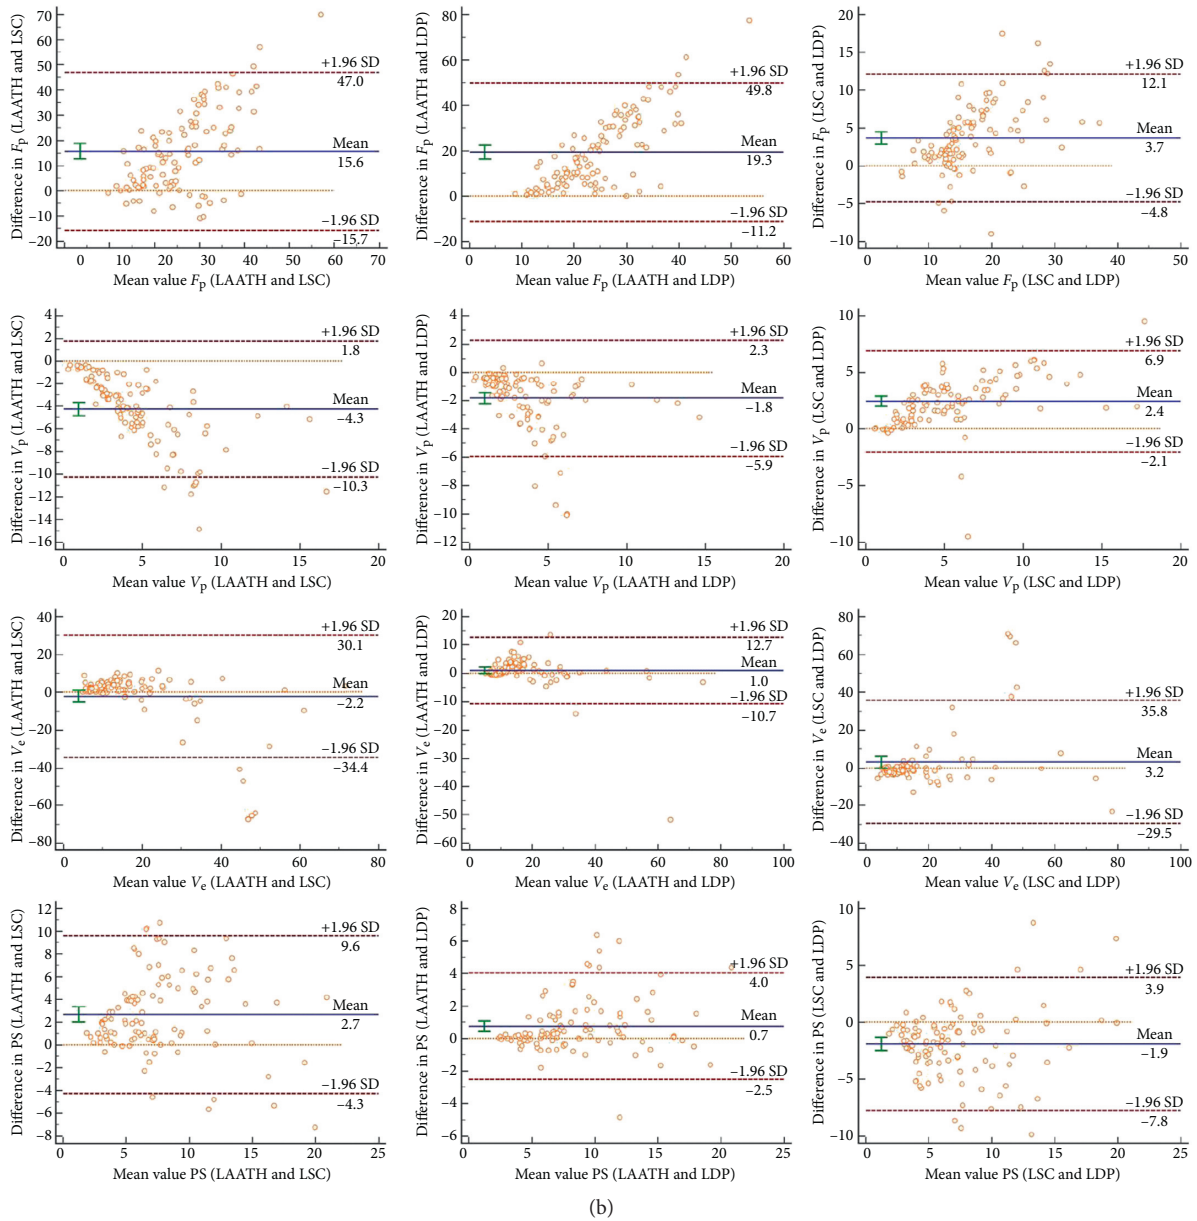 Difference in Fp (LAATH and LSC)
70
60
50
40
30
20
10
0
−10
−20
+1.96 SD
47.0
Mean
15.6
−1.96 SD
−15.7
0 10 20 30 40 50 60 70
Mean value Fp (LAATH and LSC)
Difference in Fp (LAATH and LDP)
80
60
40
20
0
−20
+1.96 SD
49.8
Mean
19.3
−1.96 SD
−11.2
0 10 20 30 40 50 60
Mean value Fp (LAATH and LDP)
Difference in Fp (LSC and LDP)
20
15
10
5
0
−5
−10
+1.96 SD
12.1
Mean
3.7
−1.96 SD
−4.8
0 10 20 30 40 50
Mean value Fp (LSC and LDP)
Difference in Vp (LAATH and LSC)
4
2
0
−2
−4
−6
−8
−10
−12
−14
−16
+1.96 SD
1.8
Mean
−4.3
−1.96 SD
−10.3
0 5 10 15 20
Mean value Vp (LAATH and LSC)
Difference in Vp (LAATH and LDP)
4
2
0
−2
−4
−6
−8
−10
−12
+1.96 SD
2.3
Mean
−1.8
−1.96 SD
−5.9
0 5 10 15 20
Mean value Vp (LAATH and LDP)
Difference in Vp (LSC and LDP)
10
5
0
−5
−10
+1.96 SD
6.9
Mean
2.4
−1.96 SD
−2.1
0 5 10 15 20
Mean value Vp (LSC and LDP)
Difference in Ve (LAATH and LSC)
40
20
0
−20
−40
−60
−80
+1.96 SD
30.1
Mean
−2.2
−1.96 SD
−34.4
0 20 40 60 80
Mean value Ve (LAATH and LSC)
Difference in Ve (LAATH and LDP)
20
10
0
−10
−20
−30
−40
−50
−60
+1.96 SD
12.7
Mean
1.0
−1.96 SD
−10.7
0 20 40 60 80 100
Mean value Ve (LAATH and LDP)
Difference in Ve (LSC and LDP)
80
60
40
20
0
−20
−40
+1.96 SD
35.8
Mean
3.2
−1.96 SD
−29.5
0 20 40 60 80 100
Mean value Ve (LSC and LDP)
Difference in PS (LAATH and LSC)
12
10
8
6
4
2
0
−2
−4
−6
−8
+1.96 SD
9.6
Mean
2.7
−1.96 SD
−4.3
0 5 10 15 20 25
Mean value PS (LAATH and LSC)
Difference in PS (LAATH and LDP)
8
6
4
2
0
−2
−4
−6
+1.96 SD
4.0
Mean
0.7
−1.96 SD
−2.5
0 5 10 15 20 25
Mean value PS (LAATH and LDP)
Difference in PS (LSC and LDP)
10
5
0
−5
−10
+1.96 SD
3.9
Mean
−1.9
−1.96 SD
−7.8
0 5 10 15 20 25
Mean value PS (LSC and LDP)
(b)